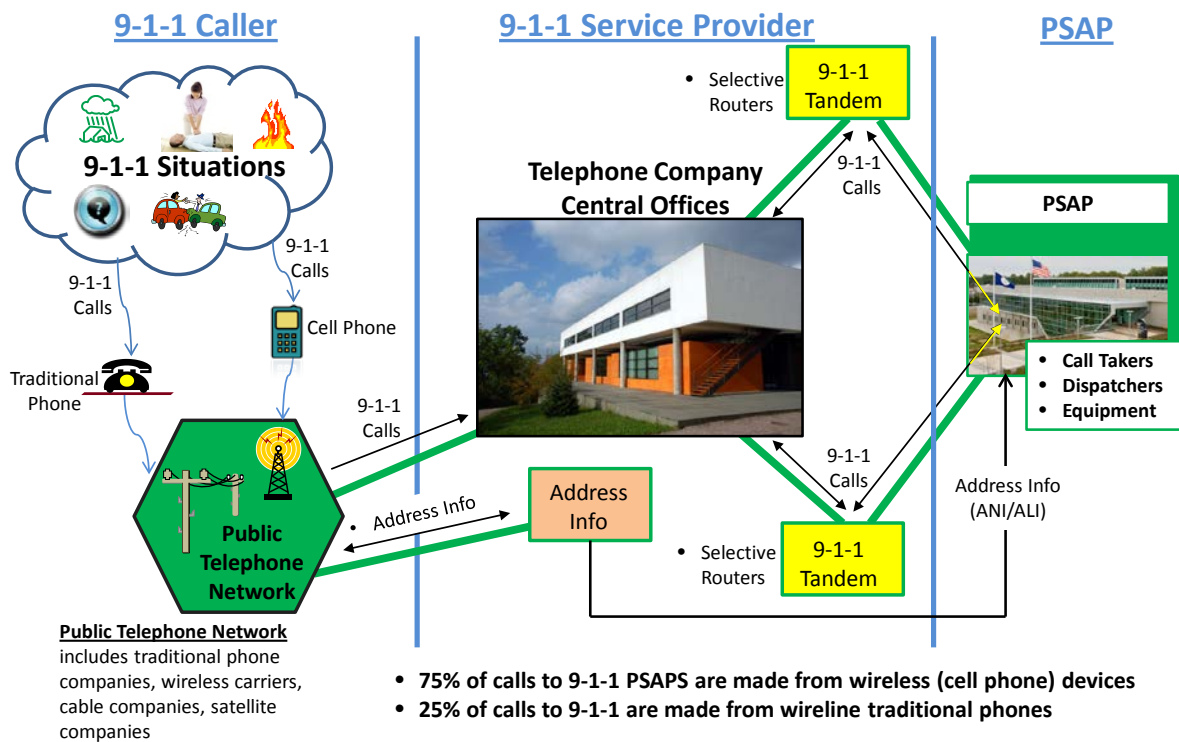 9-1-1 Caller
9-1-1 Service Provider
PSAP
9-1-1 Situations
?
9-1-1
Calls
9-1-1
Calls
Cell Phone
Traditional
Phone
Public
Telephone
Network
Public Telephone Network
includes traditional phone
companies, wireless carriers,
cable companies, satellite
companies
9-1-1
Calls
• Address Info
• Selective
Routers
9-1-1
Tandem
Telephone Company
Central Offices
9-1-1
Calls
9-1-1
Calls
Address
Info
• Selective
Routers
9-1-1
Tandem
PSAP
• Call Takers
• Dispatchers
• Equipment
Address Info
(ANI/ALI)
• 75% of calls to 9-1-1 PSAPS are made from wireless (cell phone) devices
• 25% of calls to 9-1-1 are made from wireline traditional phones